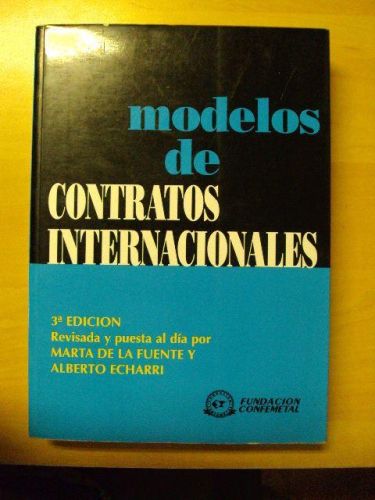 modelos
de
CONTRATOS
INTERNACIONALES
3ª EDICION
Revisada y puesta al día por
MARTA DE LA FUENTE Y
ALBERTO ECHARRI
FUNDACION
CONFEMETAL